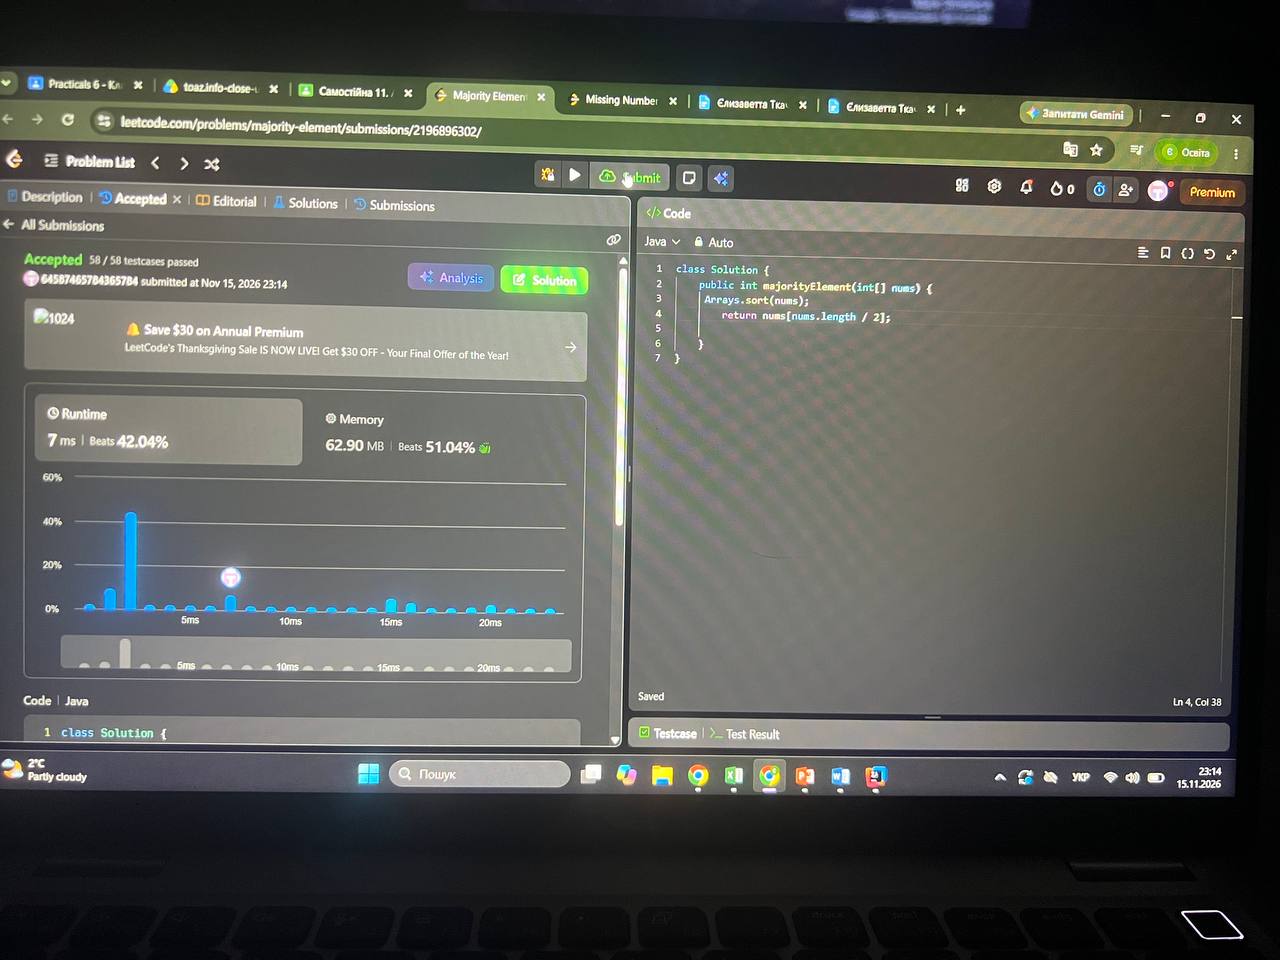 Practicals 6 - Кл
toaz.info-close-u
Самостійна 11. /
Majority Elemen
Missing Number
Єлизаветта Тка
Єлизаветта Тка
Запитати Gemini
leetcode.com/problems/majority-element/submissions/2196896302/
Є Освіта
Problem List
Submit
0
Premium
Description
Accepted
Editorial
Solutions
Submissions
All Submissions
Accepted 58 / 58 testcases passed
64587465784365784 submitted at Nov 15, 2026 23:14
Analysis
Solution
1024
Save $30 on Annual Premium
LeetCode's Thanksgiving Sale IS NOW LIVE! Get $30 OFF - Your Final Offer of the Year!
Runtime
7 ms | Beats 42.04%
Memory
62.90 MB | Beats 51.04%
60%
40%
20%
0%
5ms 10ms 15ms 20ms
5ms 10ms 15ms 20ms
Code | Java
1 class Solution {
</> Code
Java Auto
1 class Solution {
2 public int majorityElement(int[] nums) {
3 Arrays.sort(nums);
4 return nums[nums.length / 2];
5
6 }
7 }
Saved
Ln 4, Col 38
Testcase | >_ Test Result
2°C
Partly cloudy
Пошук
УКР
23:14
15.11.2026